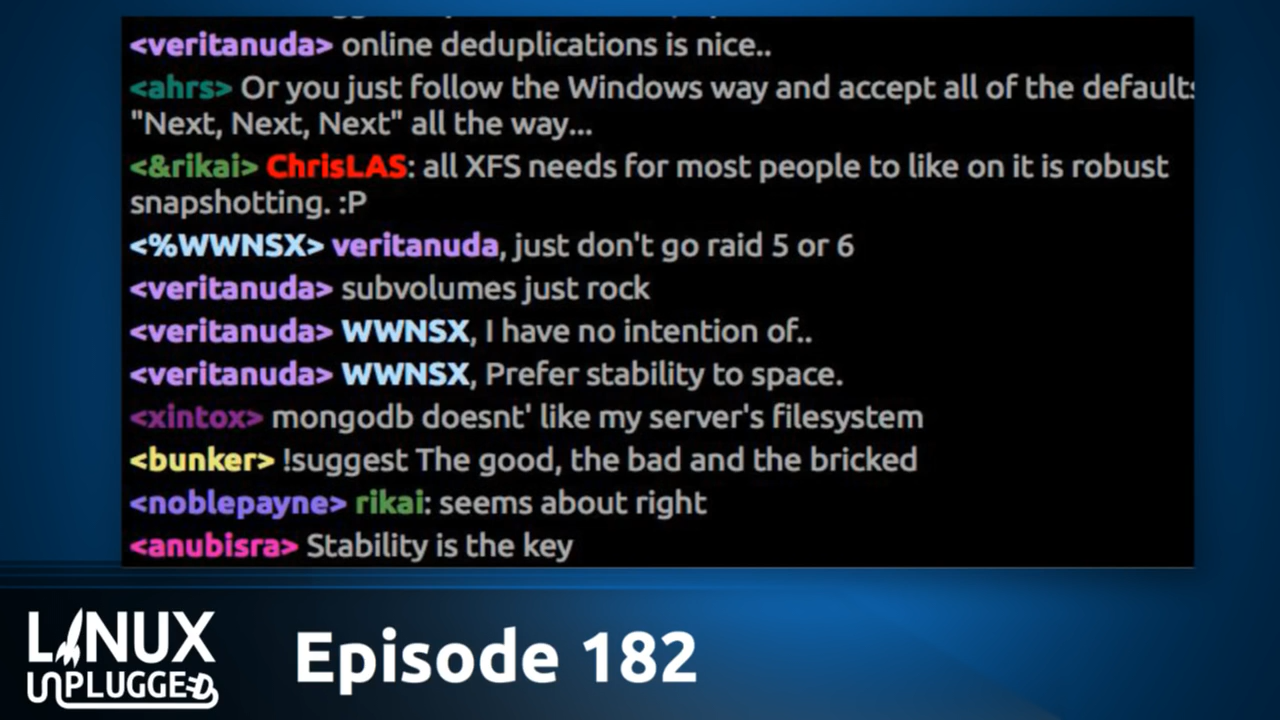 <veritanuda> online deduplications is nice..
<ahrs> Or you just follow the Windows way and accept all of the defaults
"Next, Next, Next" all the way...
<&rikai> ChrisLAS: all XFS needs for most people to like on it is robust
snapshotting. :P
<%WWNSX> veritanuda, just don't go raid 5 or 6
<veritanuda> subvolumes just rock
<veritanuda> WWNSX, I have no intention of..
<veritanuda> WWNSX, Prefer stability to space.
<xintox> mongodb doesnt' like my server's filesystem
<bunker> !suggest The good, the bad and the bricked
<noblepayne> rikai: seems about right
<anubisra> Stability is the key
LINUX
UNPLUGGED
Episode 182